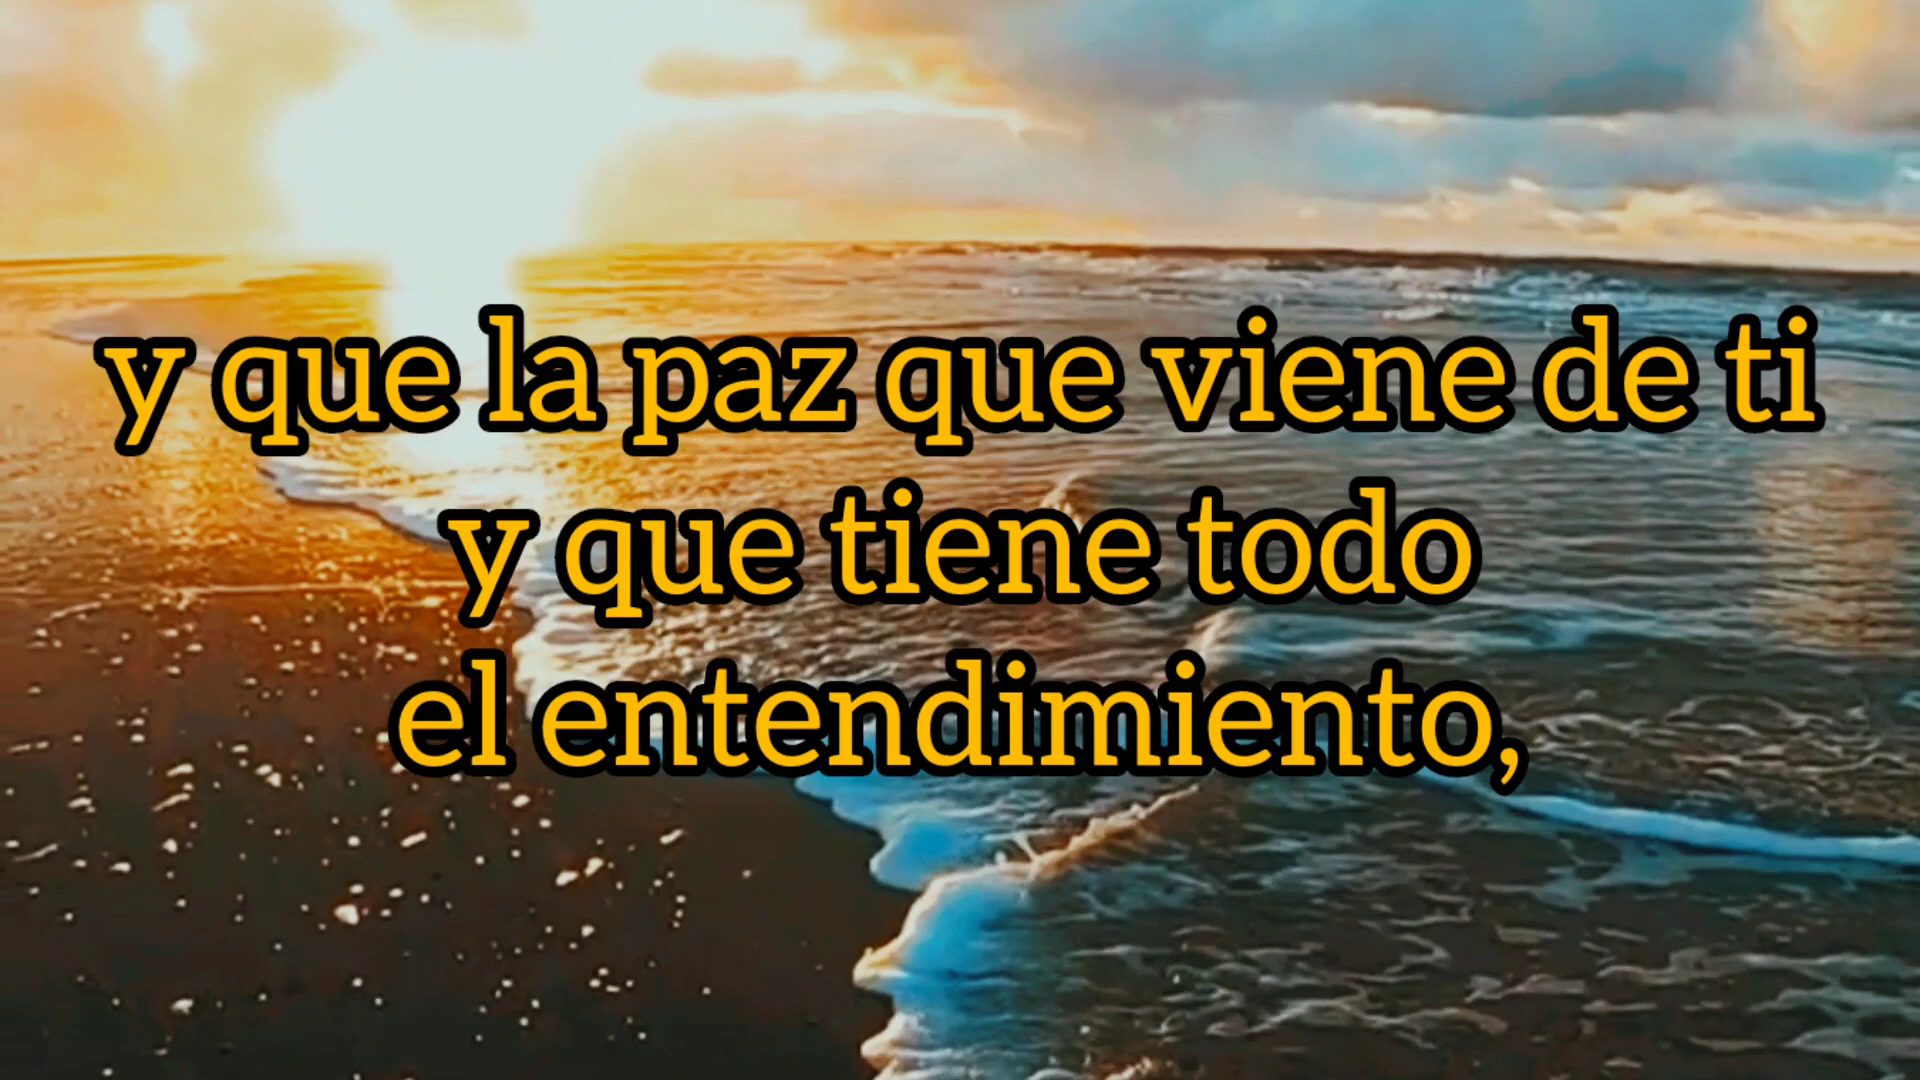 y que la paz que viene de ti
y que tiene todo
el entendimiento,